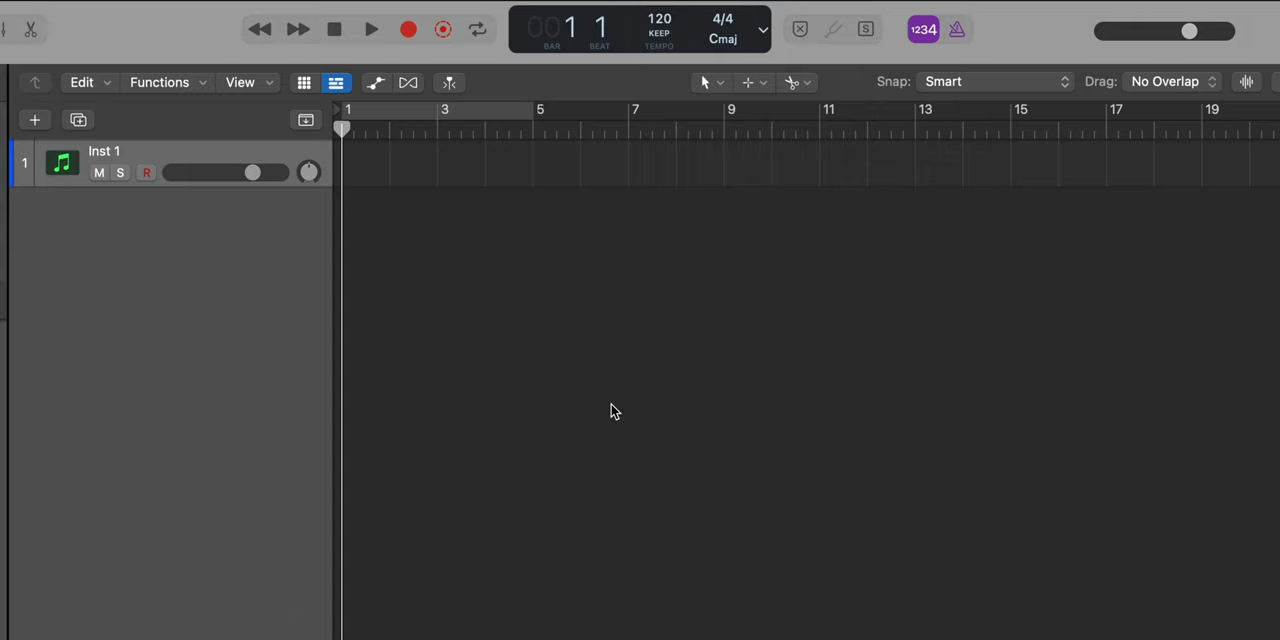 001 1 120 KEEP 4/4 Cmaj
BAR BEAT TEMPO
S 1234
Edit Functions View Snap: Smart Drag: No Overlap
1 3 5 7 9 11 13 15 17 19
1 Inst 1
M S R